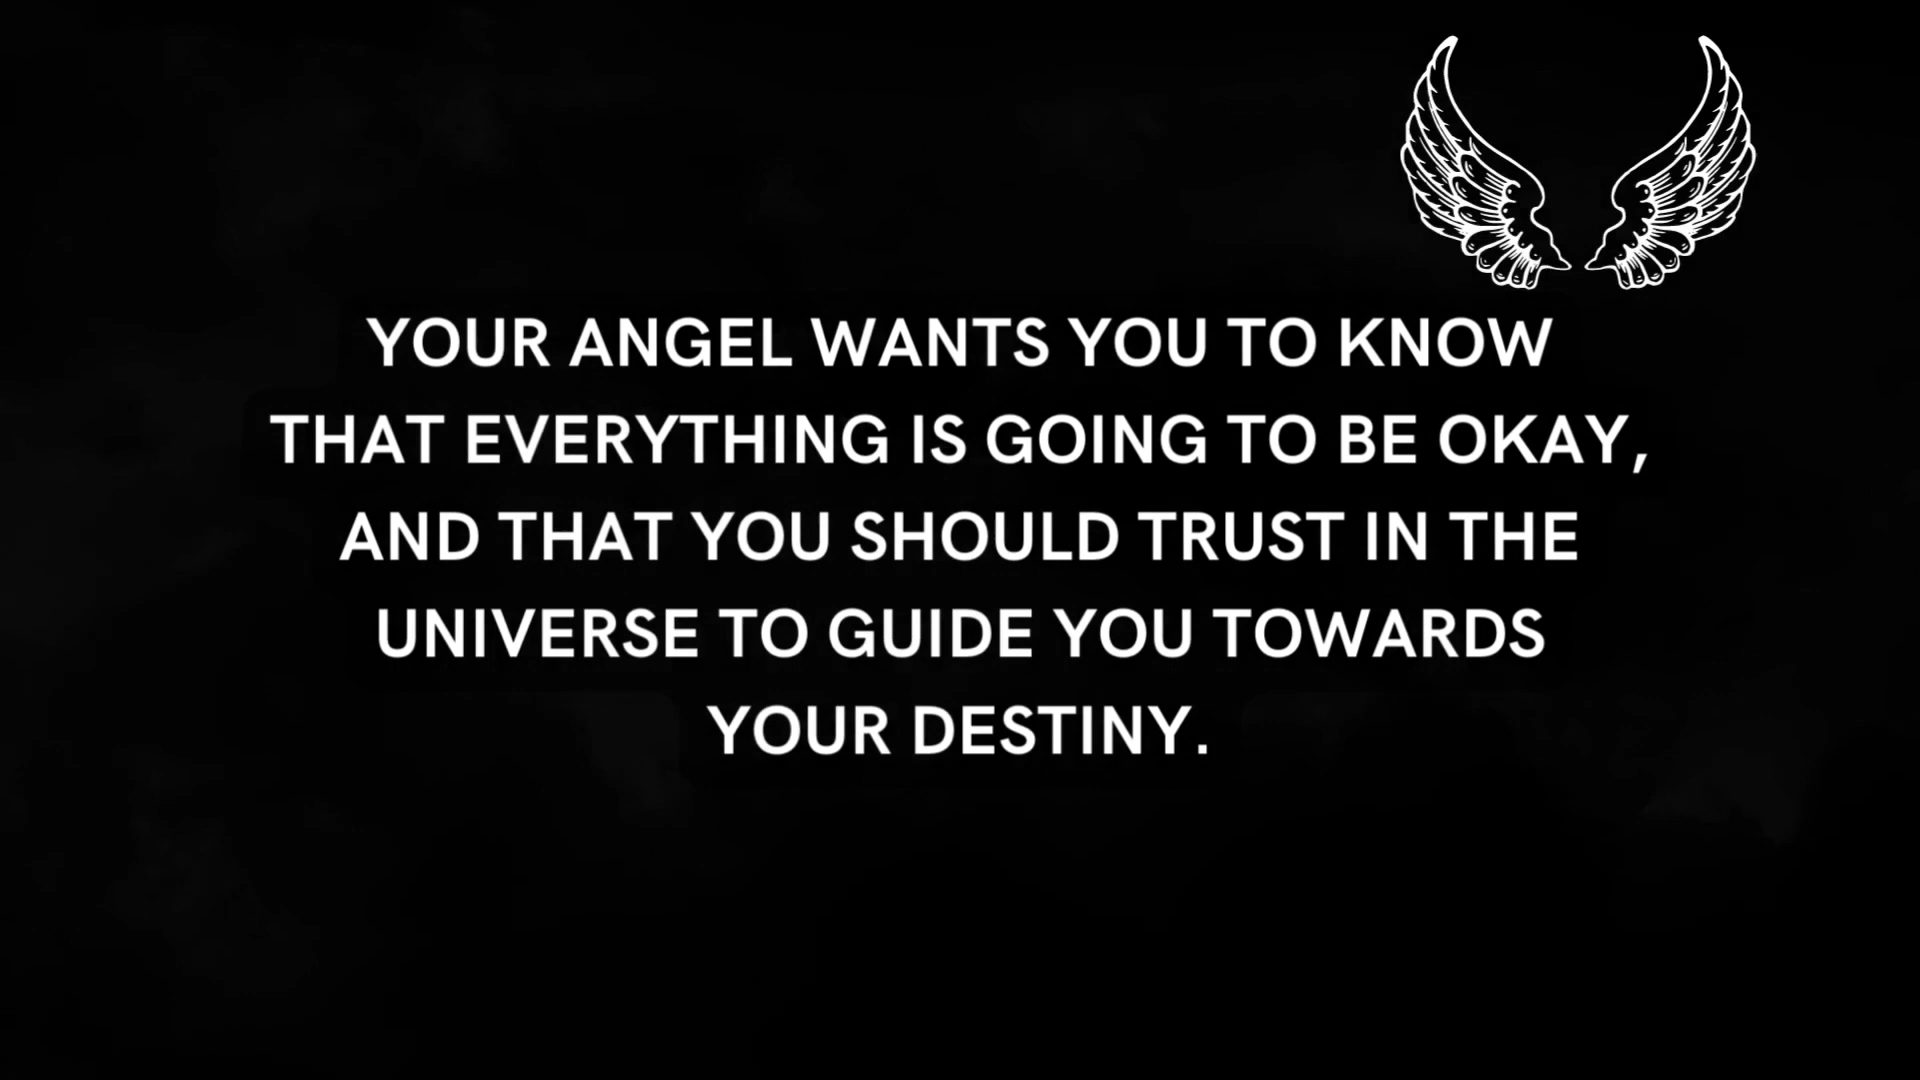 YOUR ANGEL WANTS YOU TO KNOW
THAT EVERYTHING IS GOING TO BE OKAY,
AND THAT YOU SHOULD TRUST IN THE
UNIVERSE TO GUIDE YOU TOWARDS
YOUR DESTINY.